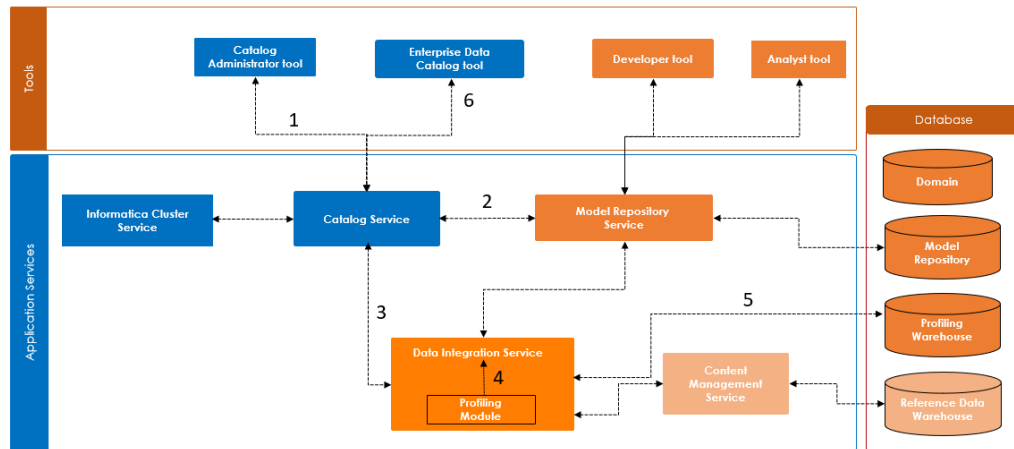 Tools
Catalog
Administrator tool
Enterprise Data
Catalog tool
Developer tool
Analyst tool
1
6
Database
Domain
Application Services
Informatica Cluster
Service
Catalog Service
2
Model Repository
Service
Model
Repository
3
5
Profiling
Warehouse
Data Integration Service
4
Profiling
Module
Content
Management
Service
Reference Data
Warehouse